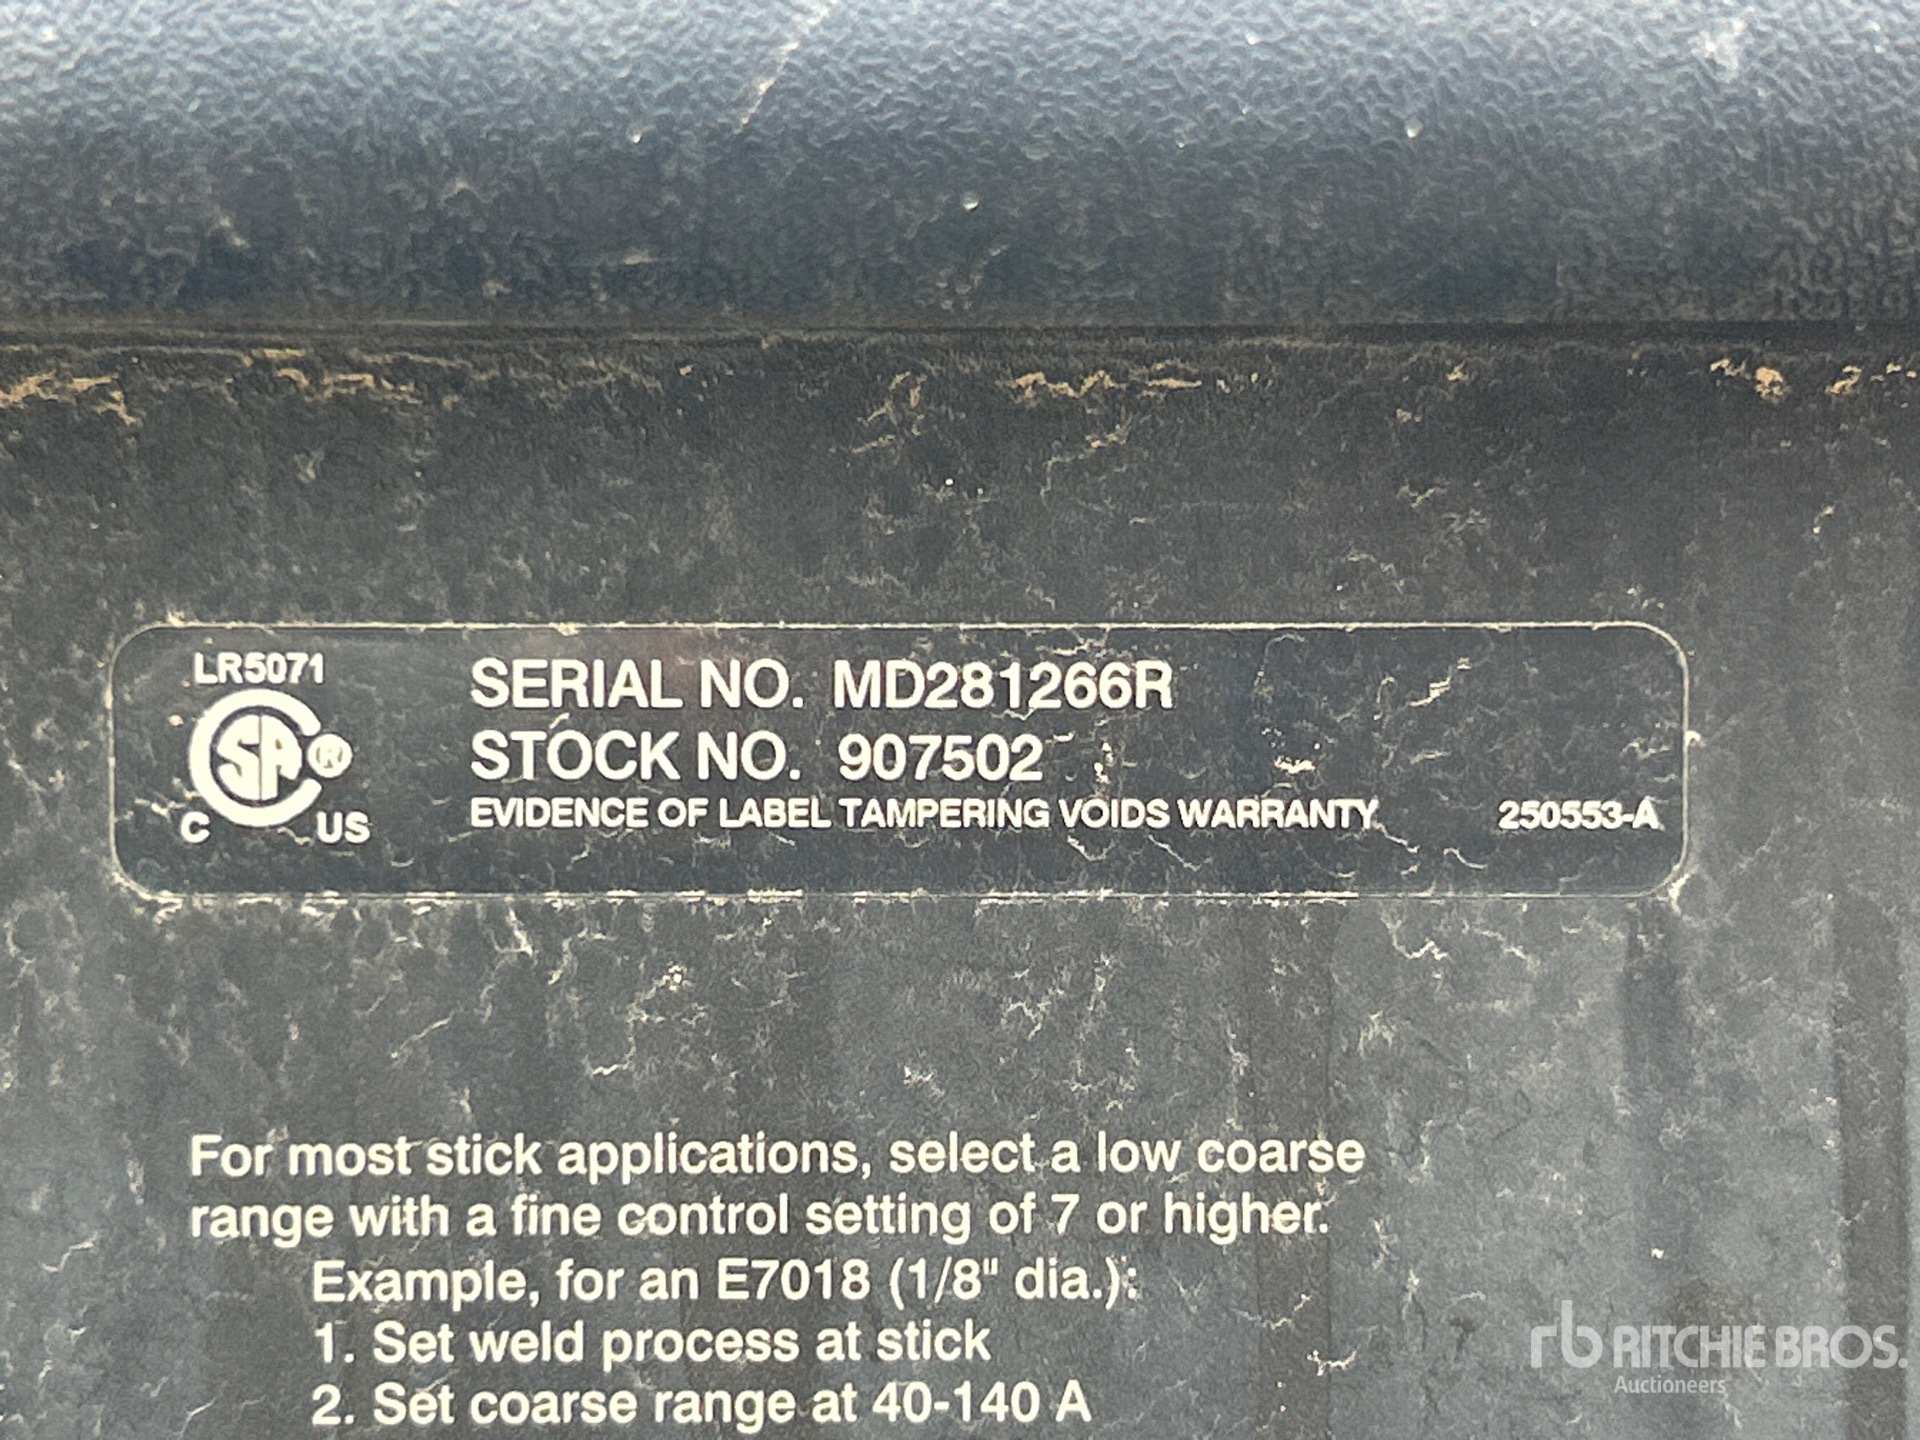 LR5071
SA ®
C US
SERIAL NO. MD281266R
STOCK NO. 907502
EVIDENCE OF LABEL TAMPERING VOIDS WARRANTY 250553-A
For most stick applications, select a low coarse
range with a fine control setting of 7 or higher.
Example, for an E7018 (1/8" dia.):
1. Set weld process at stick
2. Set coarse range at 40-140 A
rb RITCHIE BROS.
Auctioneers